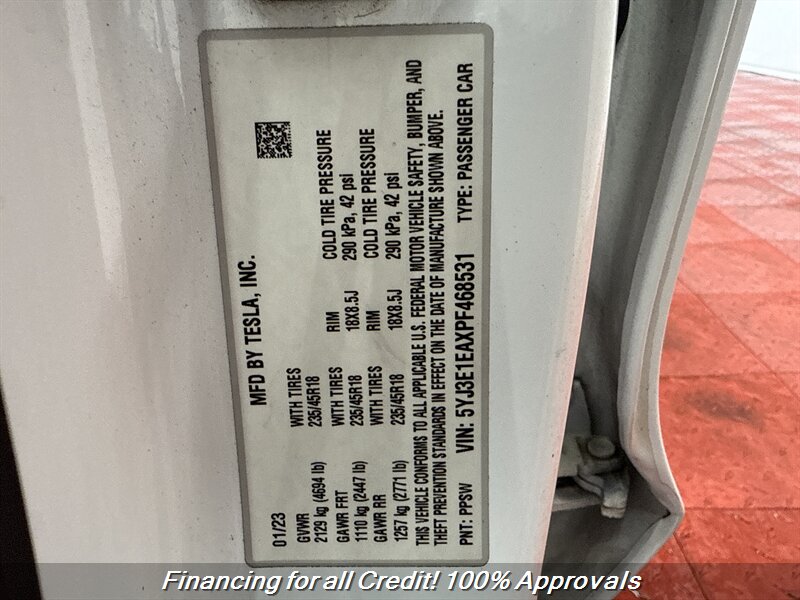 MFD BY TESLA, INC.
01/23
GVWR WITH TIRES RIM COLD TIRE PRESSURE
2129 kg (4694 lb) 235/45R18 18X8.5J 290 kPa, 42 psi
GAWR FRT WITH TIRES RIM COLD TIRE PRESSURE
1110 kg (2447 lb) 235/45R18 18X8.5J 290 kPa, 42 psi
GAWR RR
1257 kg (2771 lb) 235/45R18
THIS VEHICLE CONFORMS TO ALL APPLICABLE U.S. FEDERAL MOTOR VEHICLE SAFETY, BUMPER, AND
THEFT PREVENTION STANDARDS IN EFFECT ON THE DATE OF MANUFACTURE SHOWN ABOVE.
PNT: PPSW VIN: 5YJ3E1EAXPF468531 TYPE: PASSENGER CAR
Financing for all Credit! 100% Approvals